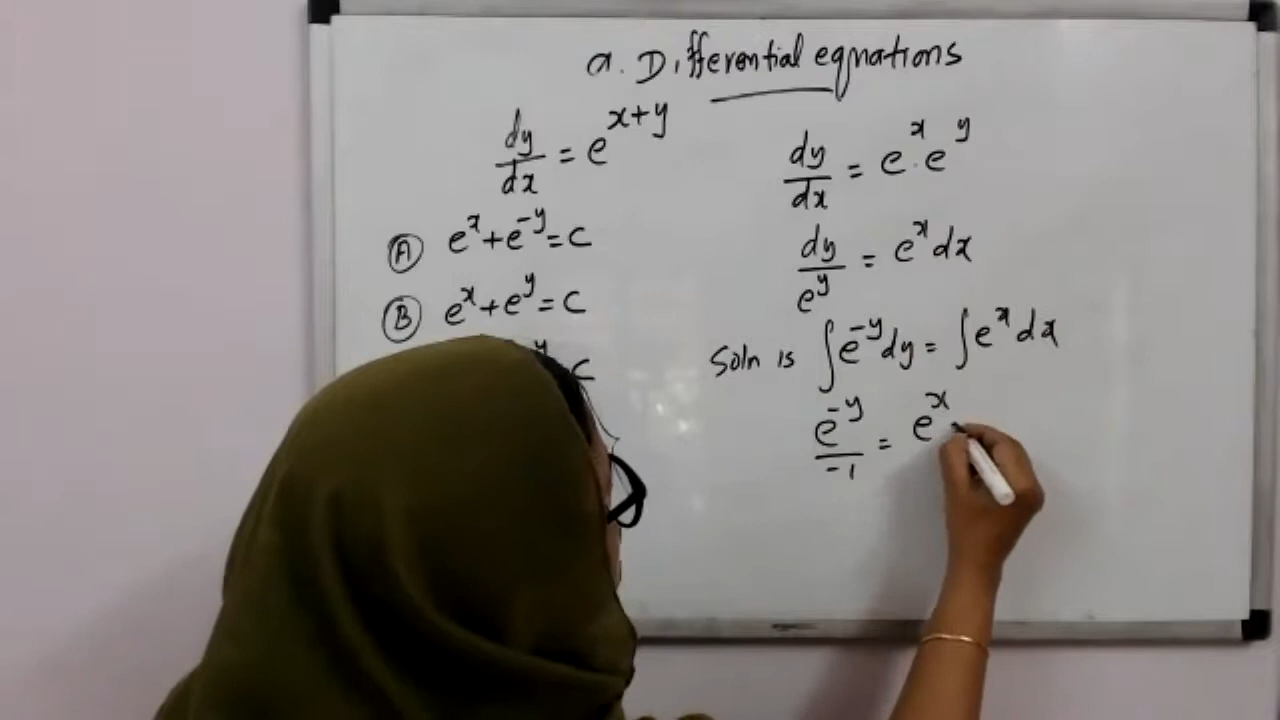 a. Differential equations
dy/dx = e^{x+y}
Ⓐ e^x + e^{-y} = c
Ⓑ e^x + e^y = c
y = c
dy/dx = e^x · e^y
dy/e^y = e^x dx
Soln is ∫e^{-y} dy = ∫e^x dx
e^{-y}/-1 = e^x